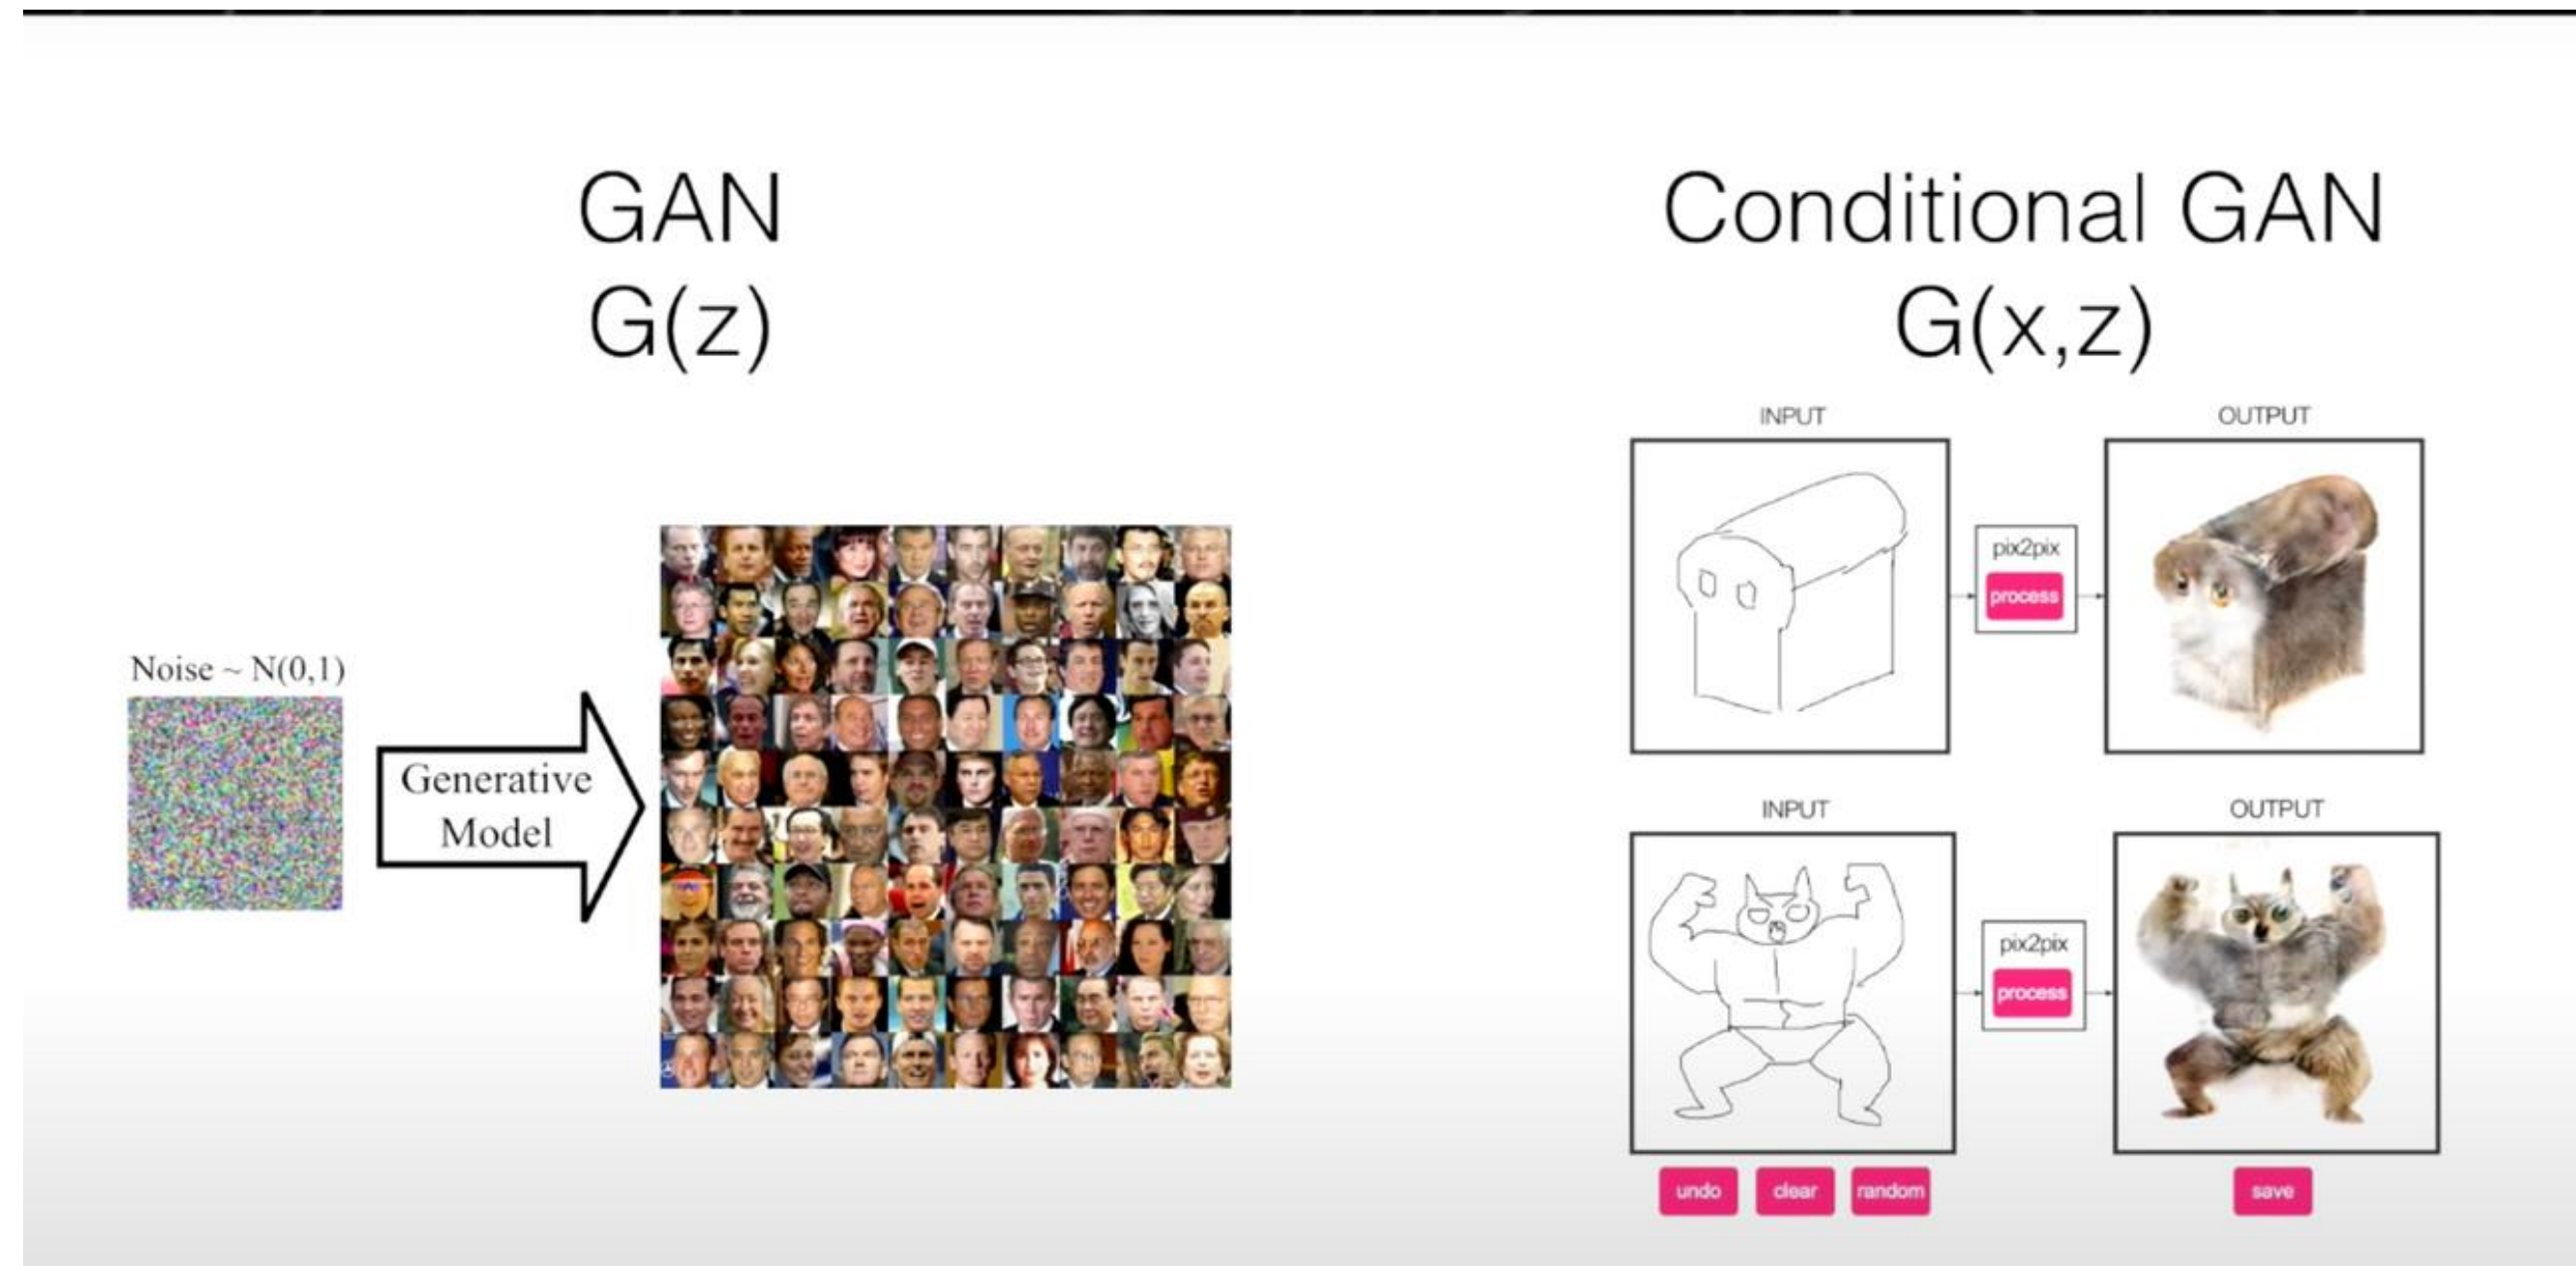 GAN
G(z)
Noise ~ N(0,1)
Generative
Model
Conditional GAN
G(x,z)
INPUT
OUTPUT
pix2pix
process
INPUT
OUTPUT
pix2pix
process
undo
clear
random
save